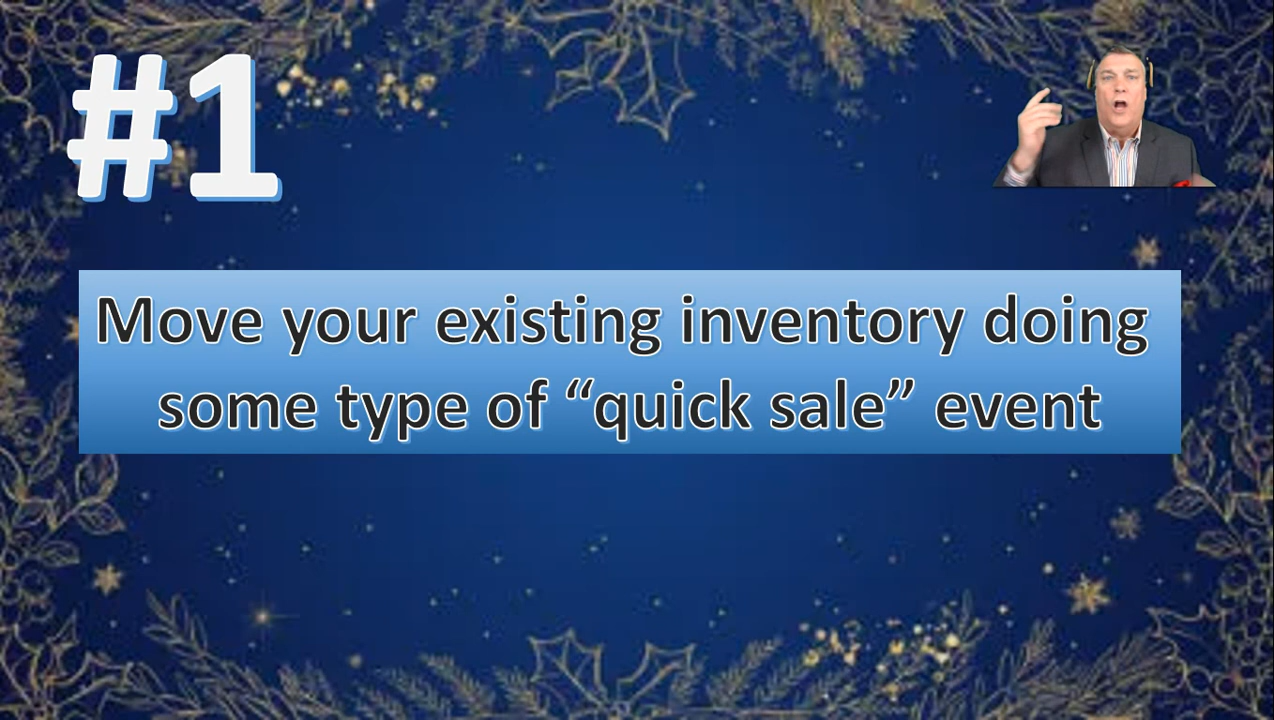 #1
Move your existing inventory doing
some type of “quick sale” event